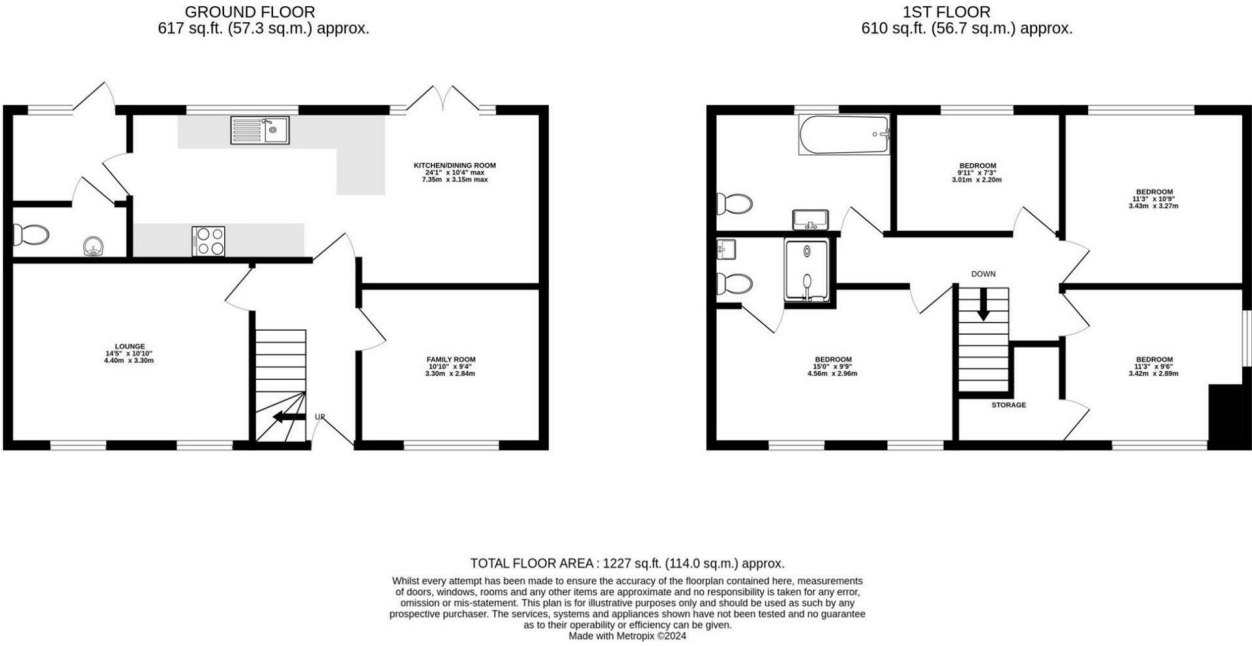 GROUND FLOOR
617 sq.ft. (57.3 sq.m.) approx.
KITCHEN/DINING ROOM
24'1" x 10'4" max
7.35m x 3.15m max
LOUNGE
14'5" x 10'10"
4.40m x 3.30m
FAMILY ROOM
10'10" x 9'4"
3.30m x 2.84m
UP
1ST FLOOR
610 sq.ft. (56.7 sq.m.) approx.
BEDROOM
9'11" x 7'3"
3.01m x 2.20m
BEDROOM
11'3" x 10'9"
3.43m x 3.27m
DOWN
BEDROOM
15'0" x 9'9"
4.56m x 2.96m
BEDROOM
11'3" x 9'6"
3.42m x 2.89m
STORAGE
TOTAL FLOOR AREA : 1227 sq.ft. (114.0 sq.m.) approx.
Whilst every attempt has been made to ensure the accuracy of the floorplan contained here, measurements
of doors, windows, rooms and any other items are approximate and no responsibility is taken for any error,
omission or mis-statement. This plan is for illustrative purposes only and should be used as such by any
prospective purchaser. The services, systems and appliances shown have not been tested and no guarantee
as to their operability or efficiency can be given.
Made with Metropix ©2024